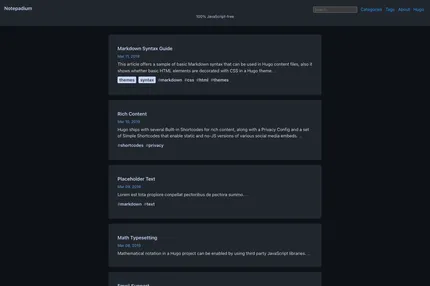 Notepadium
Search
Categories Tags About Hugo
100% JavaScript-free
Markdown Syntax Guide
Mar 11, 2019
This article offers a sample of basic Markdown syntax that can be used in Hugo content files, also it
shows whether basic HTML elements are decorated with CSS in a Hugo theme. ...
themes syntax #markdown #css #html #themes
Rich Content
Mar 10, 2019
Hugo ships with several Built-in Shortcodes for rich content, along with a Privacy Config and a set
of Simple Shortcodes that enable static and no-JS versions of various social media embeds. ...
#shortcodes #privacy
Placeholder Text
Mar 09, 2019
Lorem est tota propiore conpellat pectoribus de pectora summo. ...
#markdown #text
Math Typesetting
Mar 08, 2019
Mathematical notation in a Hugo project can be enabled by using third party JavaScript libraries. ...